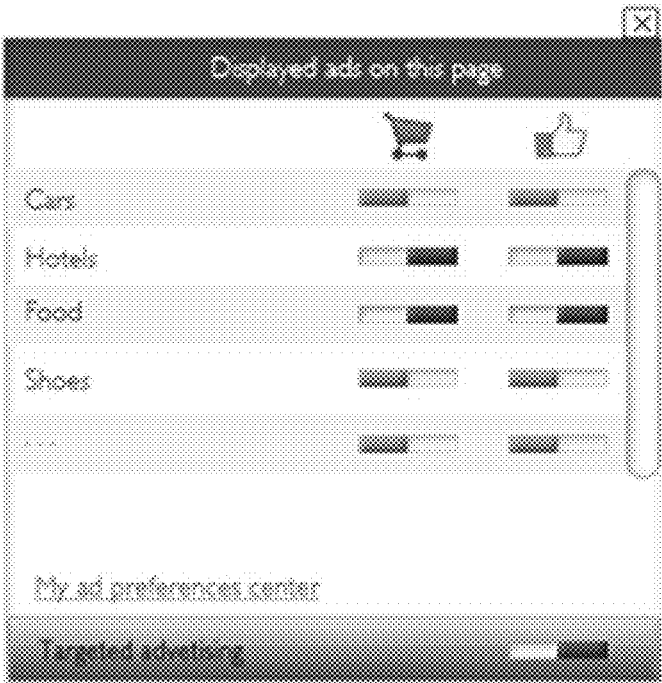 Displayed ads on this page
Cars
Hotels
Food
Shoes
...
My ad preferences center
Targeted advertising